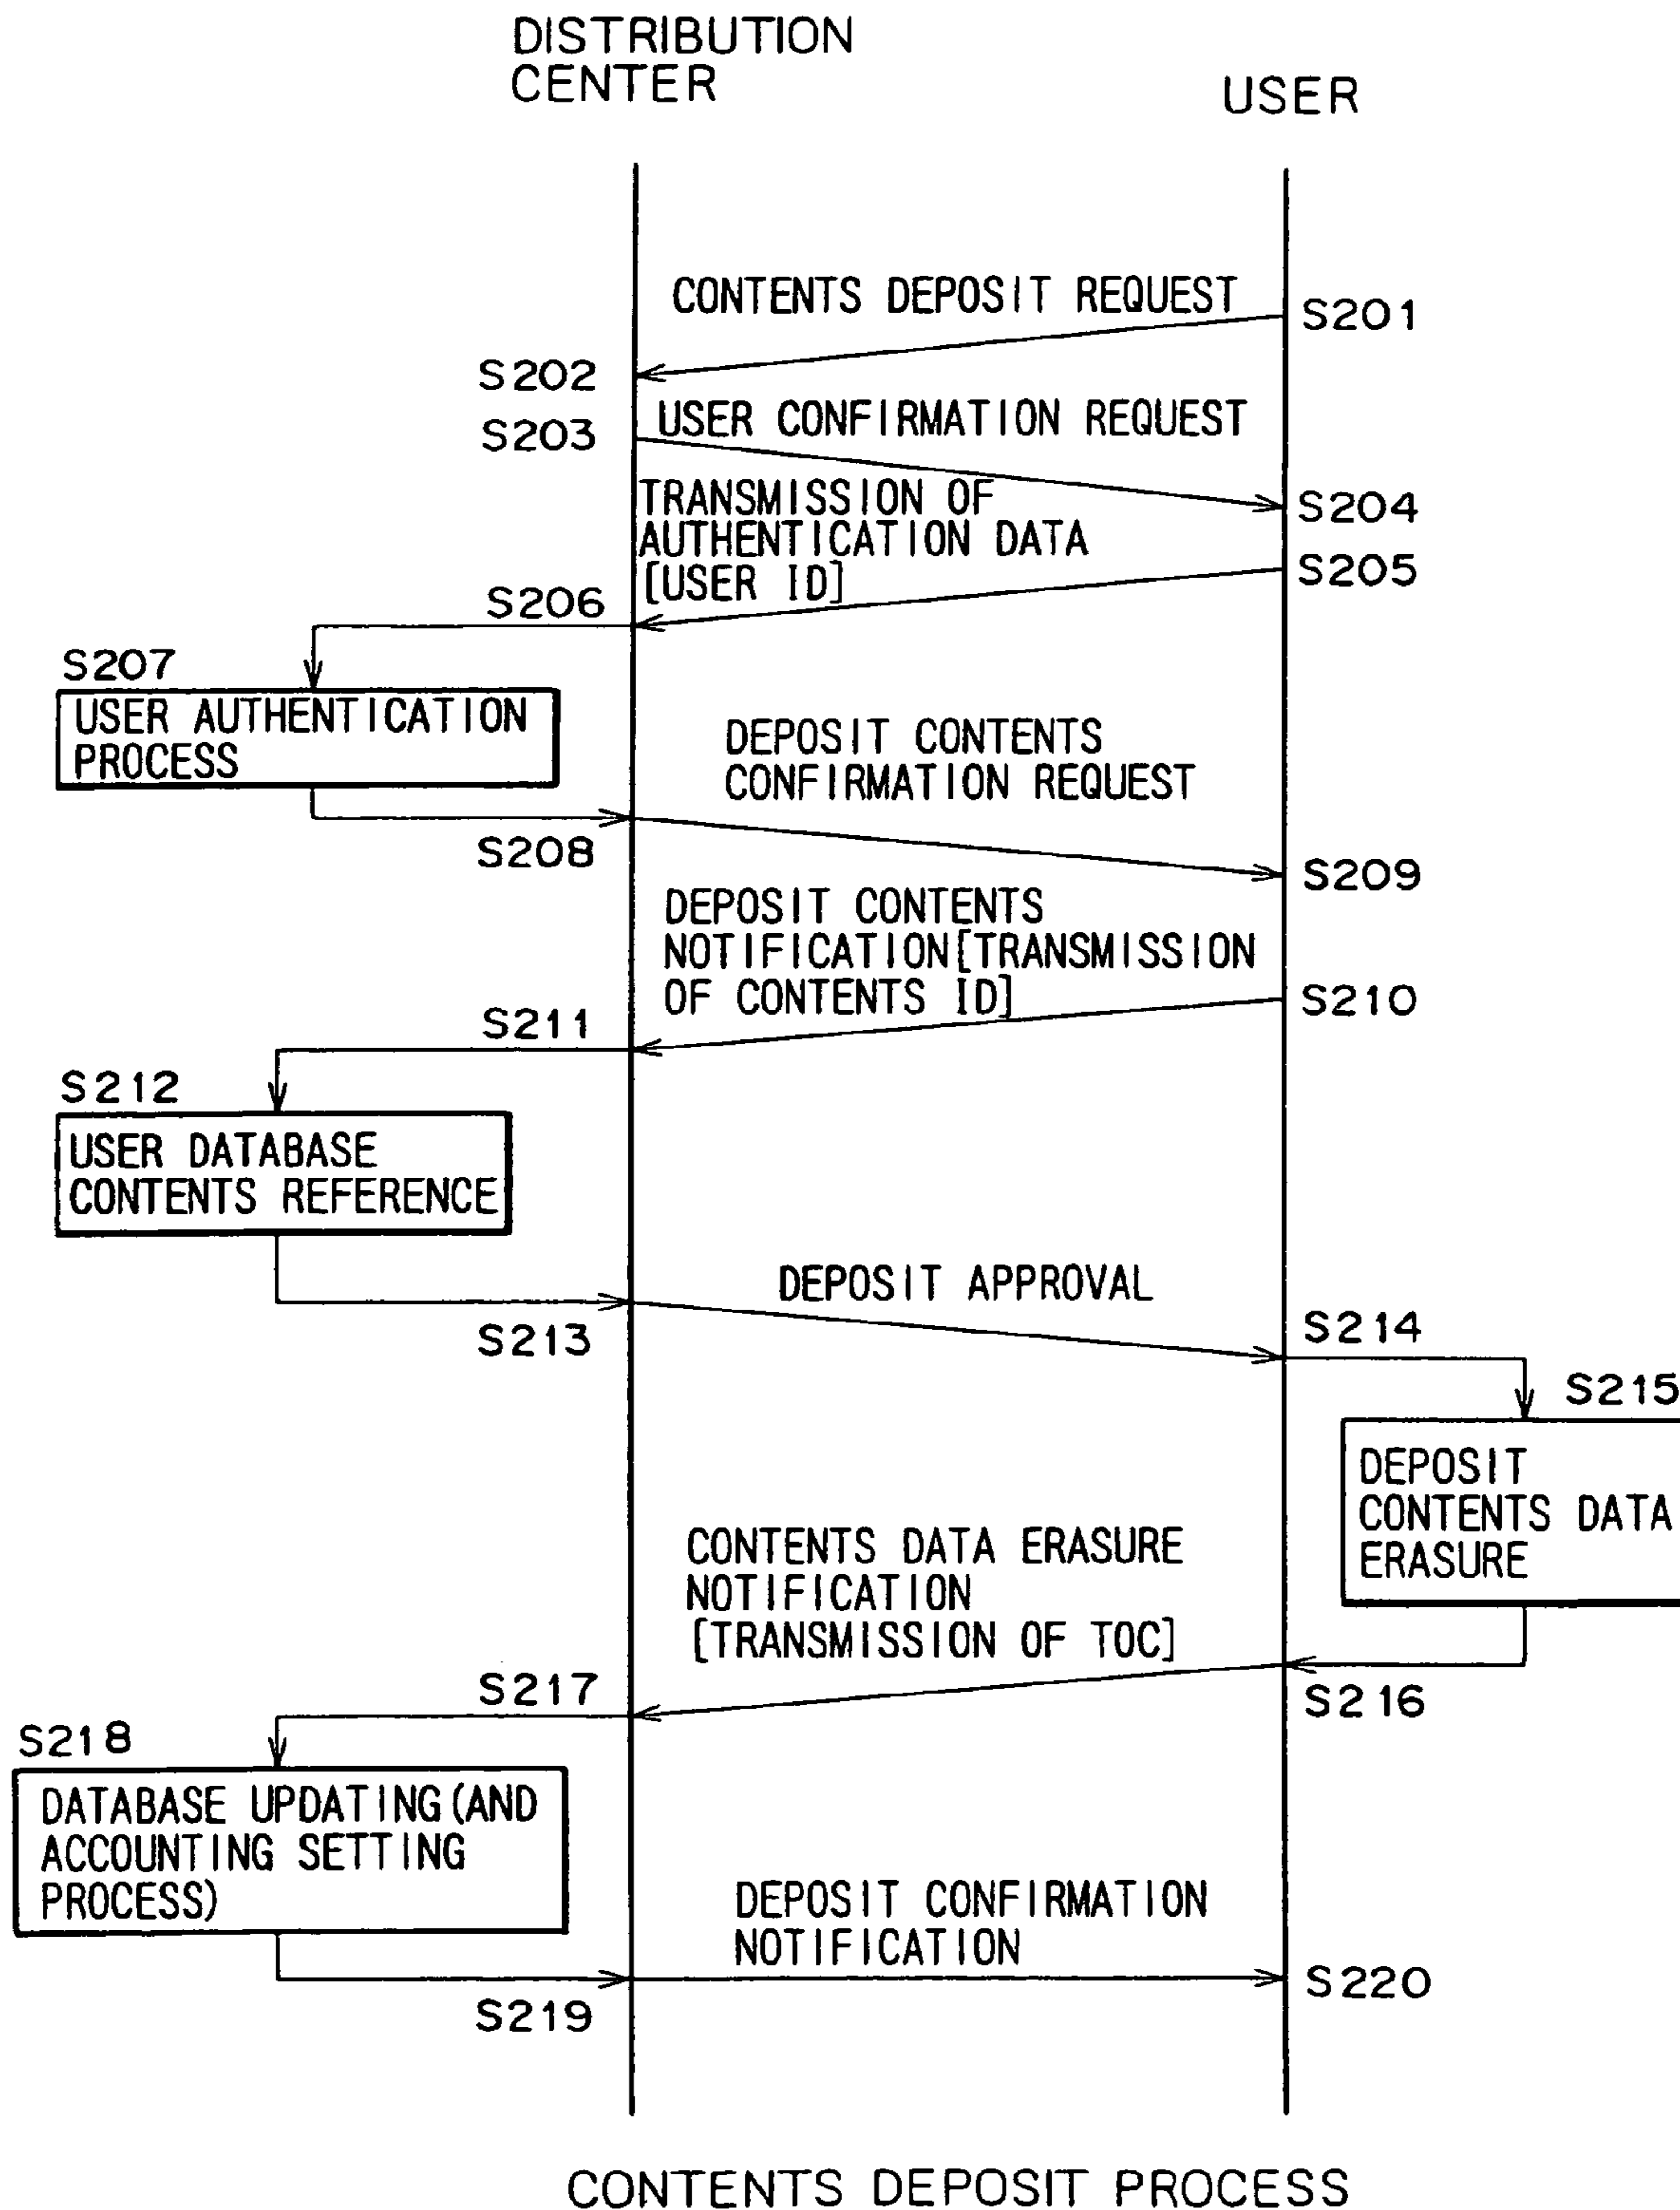 DISTRIBUTION
CENTER
USER
CONTENTS DEPOSIT REQUEST
S201
S202
USER CONFIRMATION REQUEST
S203
TRANSMISSION OF
AUTHENTICATION DATA
[USER ID]
S204
S205
S206
S207
USER AUTHENTICATION
PROCESS
DEPOSIT CONTENTS
CONFIRMATION REQUEST
S208
S209
DEPOSIT CONTENTS
NOTIFICATION[TRANSMISSION
OF CONTENTS ID]
S210
S211
S212
USER DATABASE
CONTENTS REFERENCE
DEPOSIT APPROVAL
S213
S214
S215
DEPOSIT
CONTENTS DATA
ERASURE
CONTENTS DATA ERASURE
NOTIFICATION
[TRANSMISSION OF TOC]
S216
S217
S218
DATABASE UPDATING(AND
ACCOUNTING SETTING
PROCESS)
DEPOSIT CONFIRMATION
NOTIFICATION
S219
S220
CONTENTS DEPOSIT PROCESS